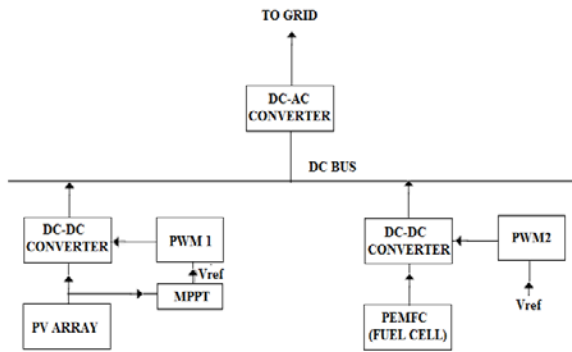 TO GRID
DC-AC
CONVERTER
DC BUS
DC-DC
CONVERTER
PWM 1
Vref
MPPT
PV ARRAY
DC-DC
CONVERTER
PWM2
Vref
PEMFC
(FUEL CELL)